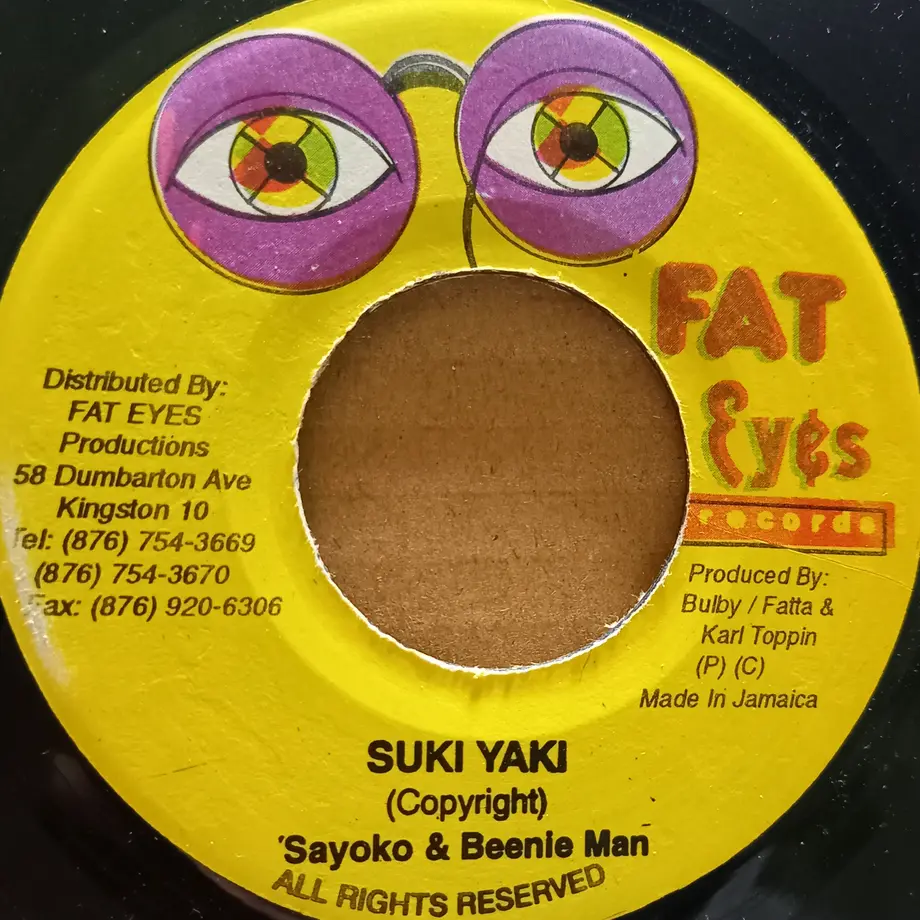 FAT
Eyes
records
Distributed By:
FAT EYES
Productions
58 Dumbarton Ave
Kingston 10
Tel: (876) 754-3669
(876) 754-3670
Fax: (876) 920-6306
Produced By:
Bulby / Fatta &
Karl Toppin
(P) (C)
Made In Jamaica
SUKI YAKI
(Copyright)
'Sayoko & Beenie Man
ALL RIGHTS RESERVED